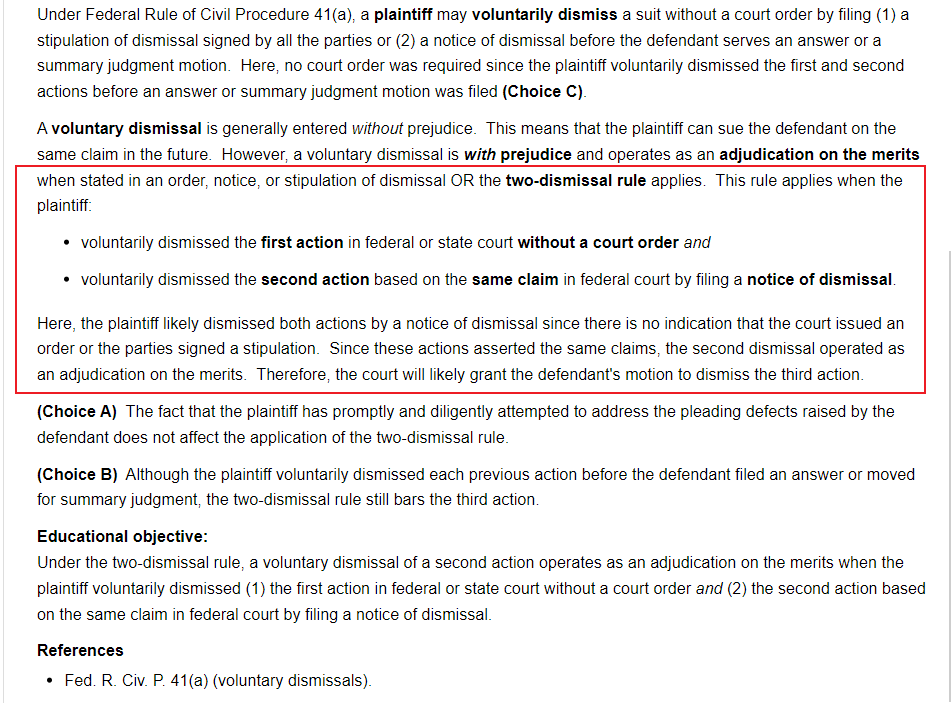 Under Federal Rule of Civil Procedure 41(a), a plaintiff may voluntarily dismiss a suit without a court order by filing (1) a
stipulation of dismissal signed by all the parties or (2) a notice of dismissal before the defendant serves an answer or a
summary judgment motion. Here, no court order was required since the plaintiff voluntarily dismissed the first and second
actions before an answer or summary judgment motion was filed (Choice C).
A voluntary dismissal is generally entered without prejudice. This means that the plaintiff can sue the defendant on the
same claim in the future. However, a voluntary dismissal is with prejudice and operates as an adjudication on the merits
when stated in an order, notice, or stipulation of dismissal OR the two-dismissal rule applies. This rule applies when the
plaintiff:
• voluntarily dismissed the first action in federal or state court without a court order and
• voluntarily dismissed the second action based on the same claim in federal court by filing a notice of dismissal.
Here, the plaintiff likely dismissed both actions by a notice of dismissal since there is no indication that the court issued an
order or the parties signed a stipulation. Since these actions asserted the same claims, the second dismissal operated as
an adjudication on the merits. Therefore, the court will likely grant the defendant's motion to dismiss the third action.
(Choice A) The fact that the plaintiff has promptly and diligently attempted to address the pleading defects raised by the
defendant does not affect the application of the two-dismissal rule.
(Choice B) Although the plaintiff voluntarily dismissed each previous action before the defendant filed an answer or moved
for summary judgment, the two-dismissal rule still bars the third action.
Educational objective:
Under the two-dismissal rule, a voluntary dismissal of a second action operates as an adjudication on the merits when the
plaintiff voluntarily dismissed (1) the first action in federal or state court without a court order and (2) the second action based
on the same claim in federal court by filing a notice of dismissal.
References
• Fed. R. Civ. P. 41(a) (voluntary dismissals).